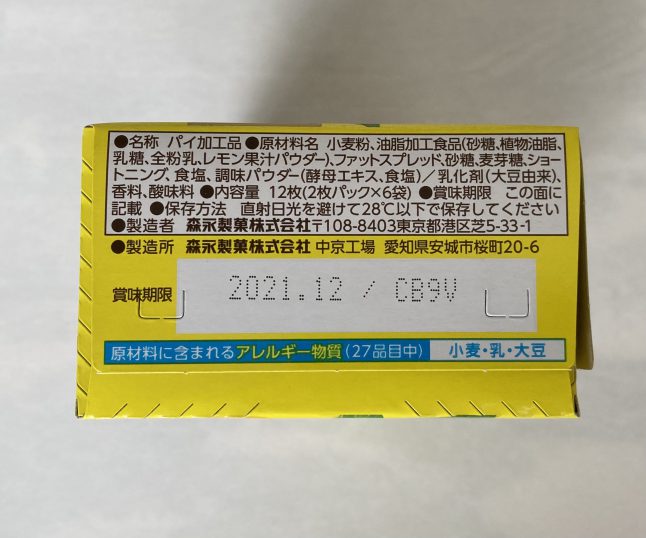 ●名称 パイ加工品 ●原材料名 小麦粉、油脂加工食品(砂糖、植物油脂、
乳糖、全粉乳、レモン果汁パウダー)、ファットスプレッド、砂糖、麦芽糖、ショー
トニング、食塩、調味パウダー(酵母エキス、食塩)／乳化剤(大豆由来)、
香料、酸味料 ●内容量 12枚(2枚パック×6袋) ●賞味期限 この面に
記載 ●保存方法 直射日光を避けて28℃以下で保存してください
●製造者 森永製菓株式会社 〒108-8403東京都港区芝5-33-1
●製造所 森永製菓株式会社 中京工場 愛知県安城市桜町20-6
賞味期限 2021.12 / CB9V
原材料に含まれるアレルギー物質(27品目中) 小麦・乳・大豆